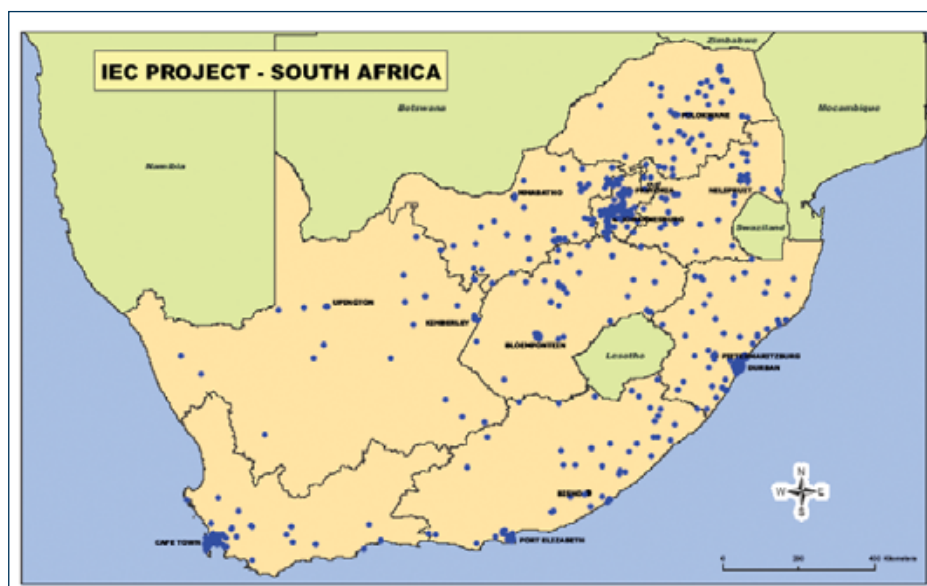 Zimbabwe
IEC PROJECT - SOUTH AFRICA
Botswana
Mocambique
POLOKWANE
Namibia
MMABATHO
PRETORIA
NELSPRUIT
JOHANNESBURG
Swaziland
UPINGTON
KIMBERLEY
BLOEMFONTEIN
Lesotho
PIETERMARITZBURG
DURBAN
N
W
E
S
BISHO
CAPE TOWN
PORT ELIZABETH
0 200 400 Kilometers